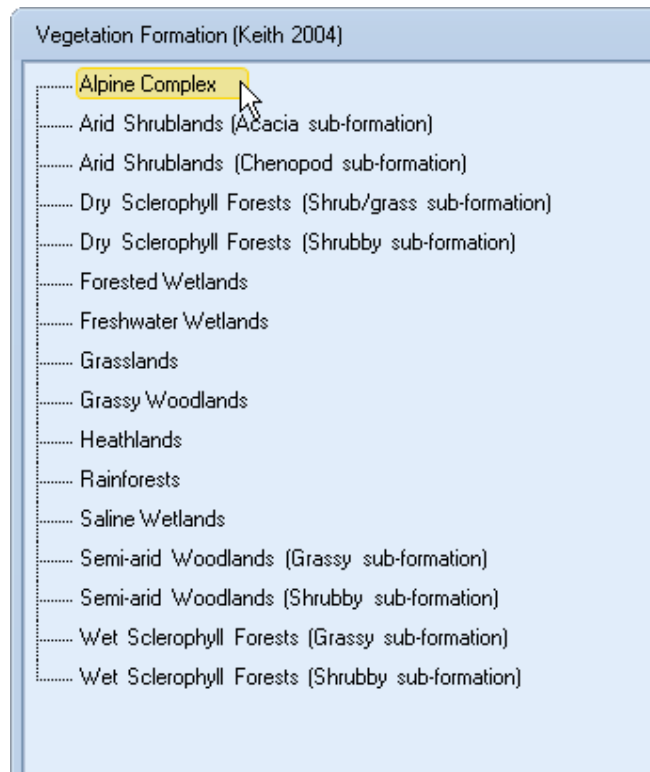 Vegetation Formation (Keith 2004)
Alpine Complex
Arid Shrublands (Acacia sub-formation)
Arid Shrublands (Chenopod sub-formation)
Dry Sclerophyll Forests (Shrub/grass sub-formation)
Dry Sclerophyll Forests (Shrubby sub-formation)
Forested Wetlands
Freshwater Wetlands
Grasslands
Grassy Woodlands
Heathlands
Rainforests
Saline Wetlands
Semi-arid Woodlands (Grassy sub-formation)
Semi-arid Woodlands (Shrubby sub-formation)
Wet Sclerophyll Forests (Grassy sub-formation)
Wet Sclerophyll Forests (Shrubby sub-formation)